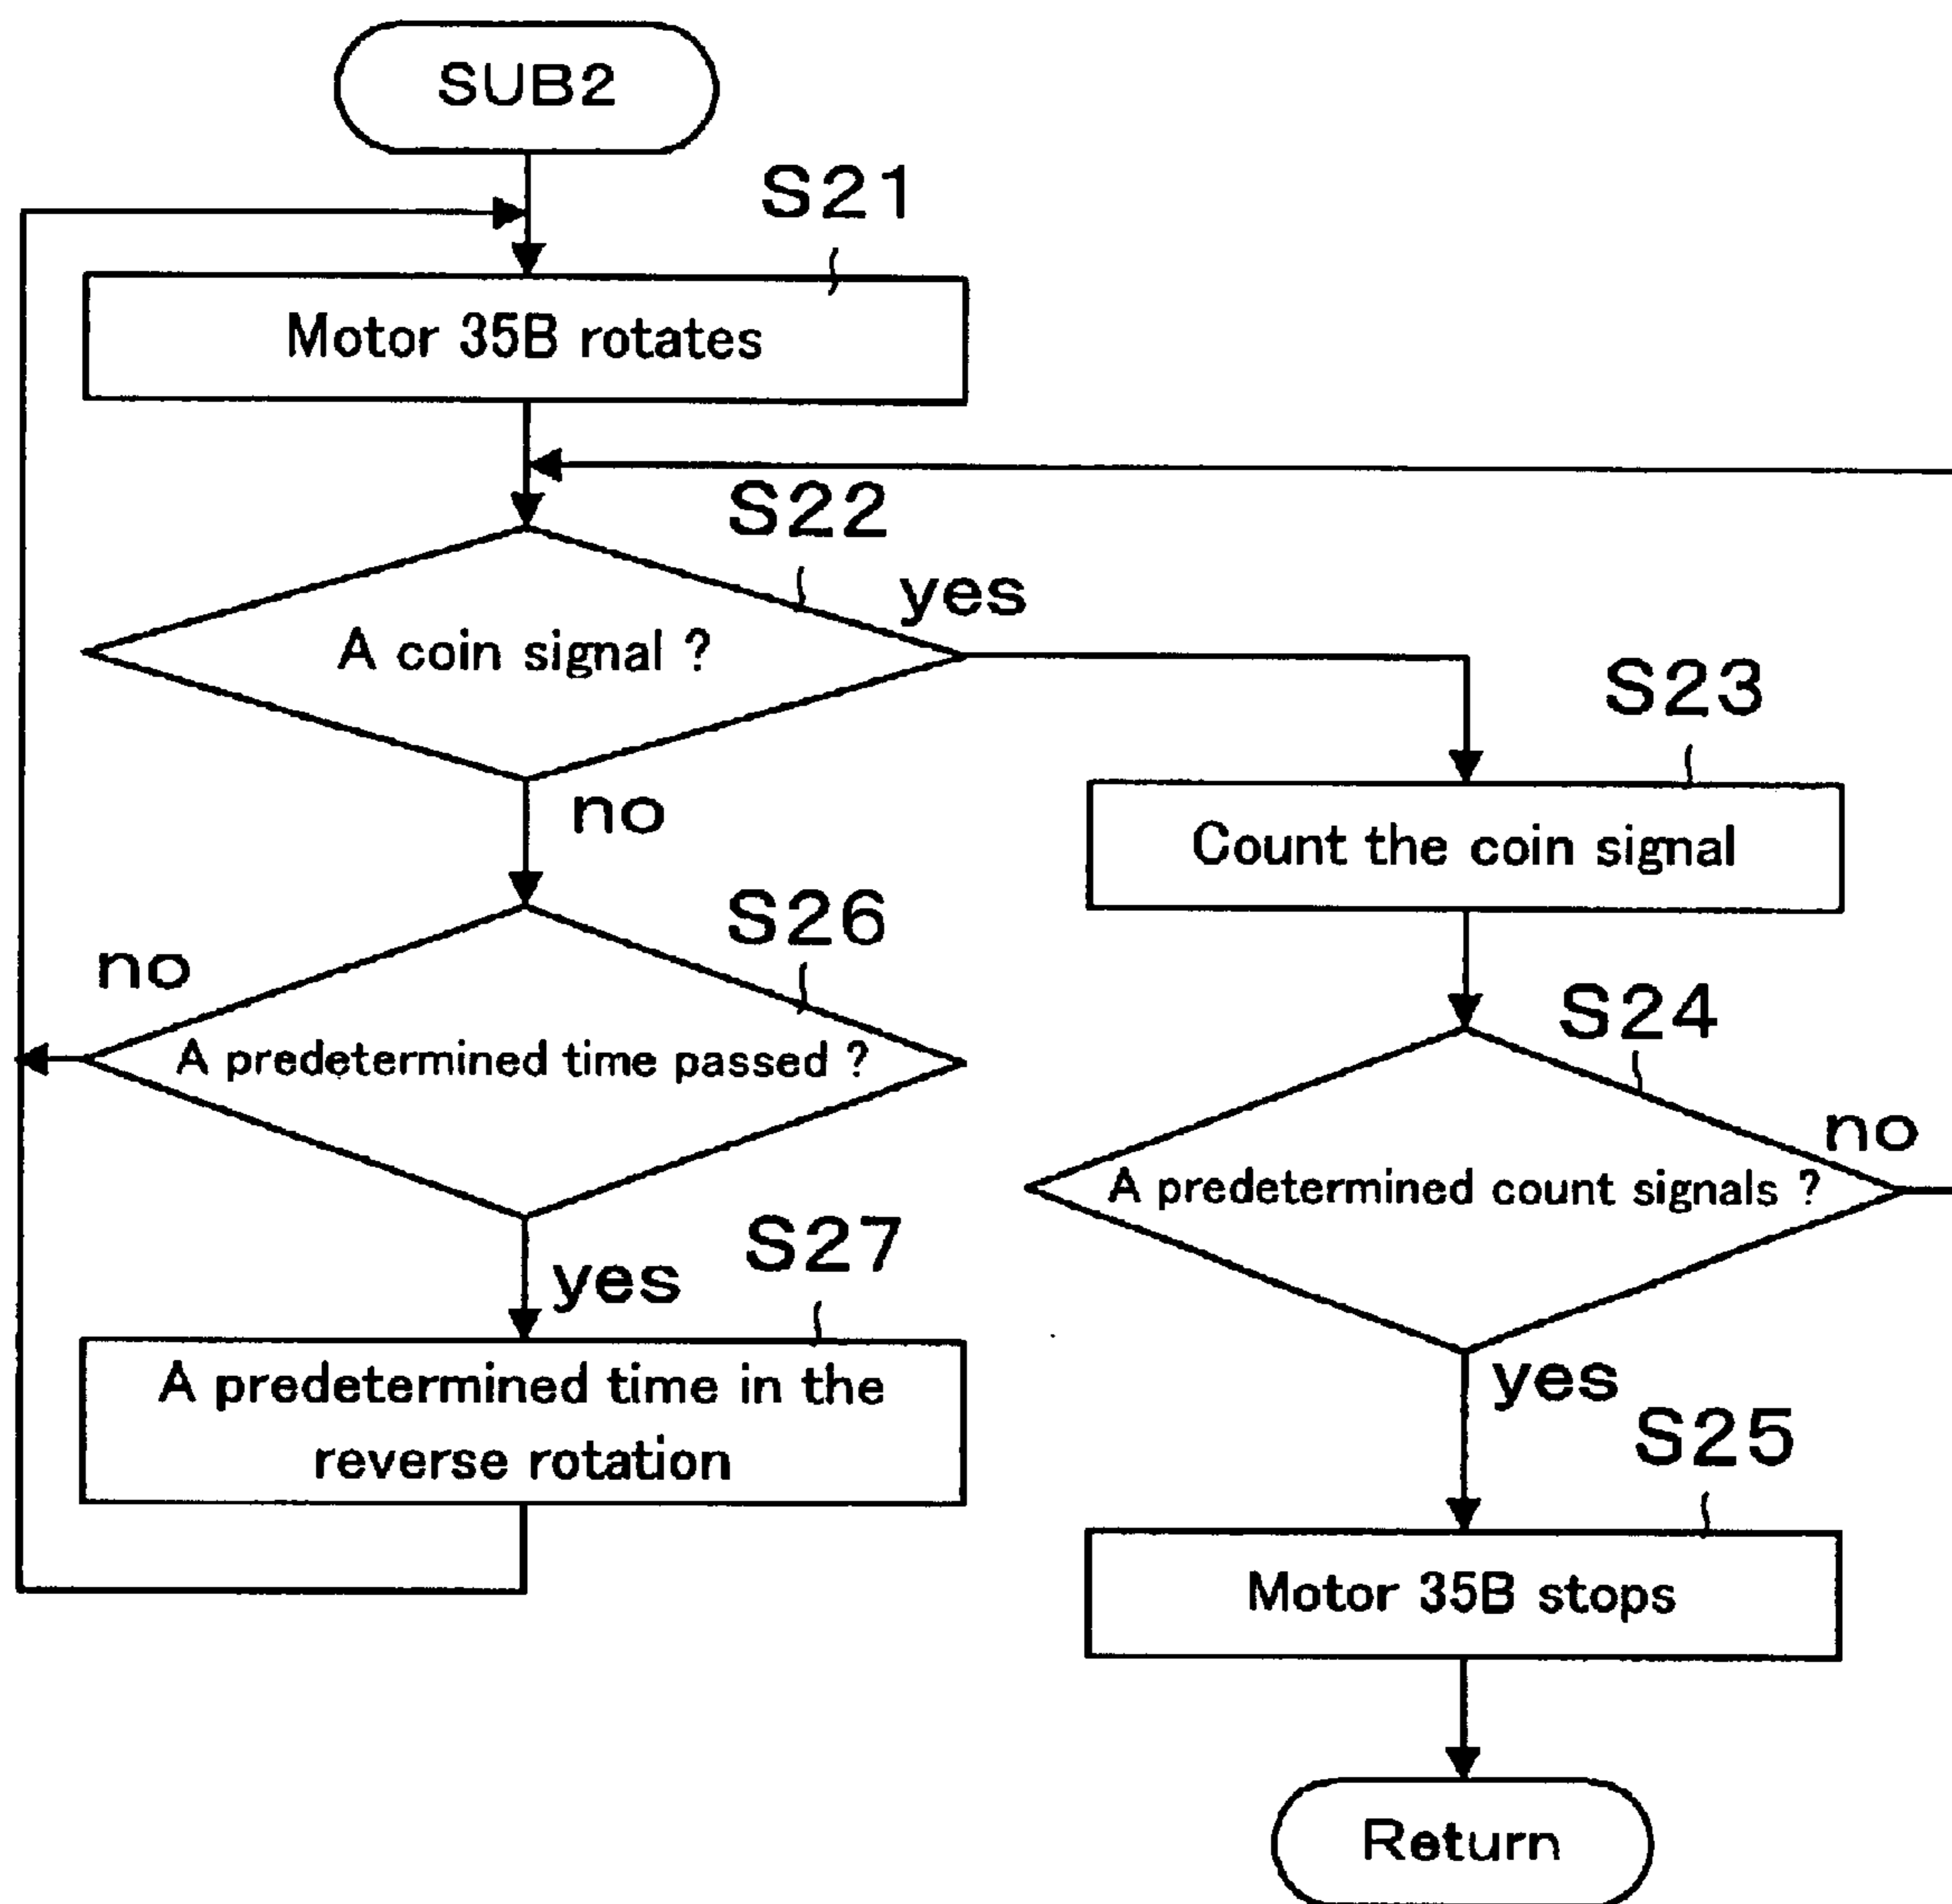 SUB2
S21
Motor 35B rotates
S22
yes
A coin signal ?
no
S23
Count the coin signal
S26
no
A predetermined time passed ?
S24
no
A predetermined count signals ?
yes
S27
A predetermined time in the
reverse rotation
yes
S25
Motor 35B stops
Return